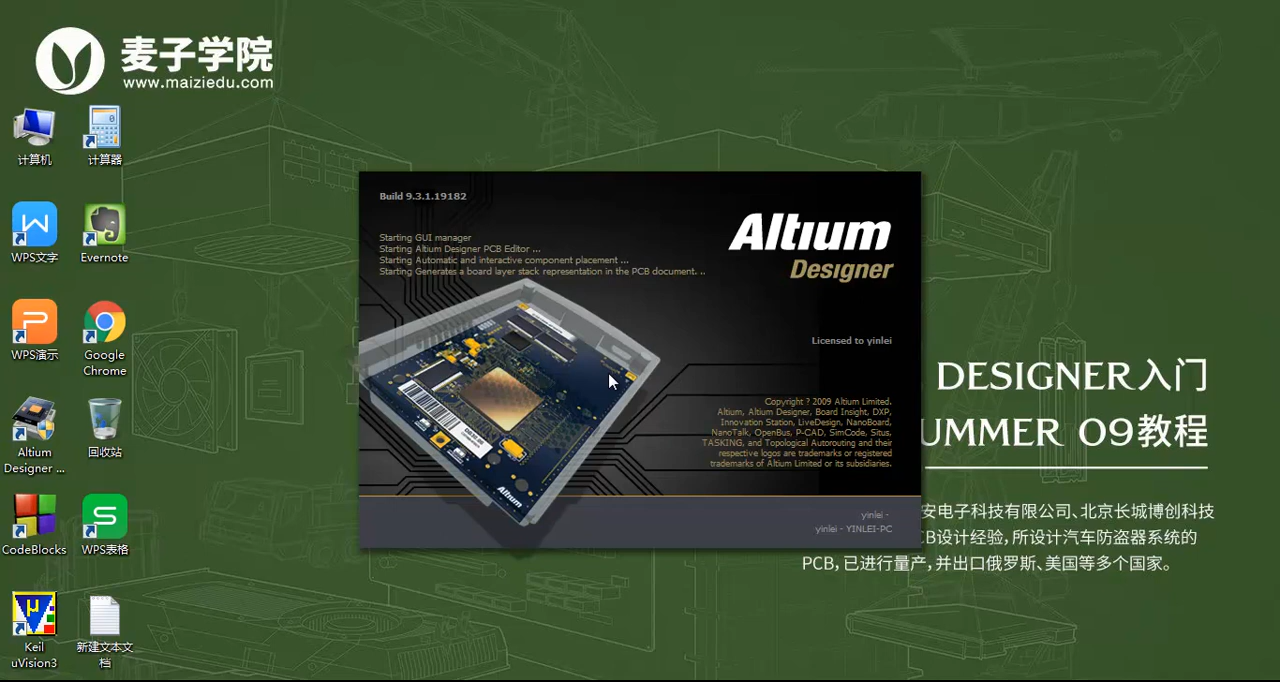 麦子学院
www.maiziedu.com
计算机
计算器
WPS文字
Evernote
WPS演示
Google
Chrome
Altium
Designer ...
回收站
CodeBlocks
WPS表格
Keil
uVision3
新建文本文
档
Build 9.3.1.19182
Starting GUI manager
Starting Altium Designer PCB Editor ...
Starting Automatic and interactive component placement ...
Starting Generates a board layer stack representation in the PCB document. ..
Altium
Designer
Licensed to yinlei
Copyright ? 2009 Altium Limited.
Altium, Altium Designer, Board Insight, DXP,
Innovation Station, LiveDesign, NanoBoard,
NanoTalk, OpenBus, P-CAD, SimCode, Situs,
TASKING, and Topological Autorouting and their
respective logos are trademarks or registered
trademarks of Altium Limited or its subsidiaries.
Altium
yinlei -
yinlei - YINLEI-PC
DESIGNER入门
UMMER 09教程
安电子科技有限公司、北京长城博创科技
CB设计经验,所设计汽车防盗器系统的
PCB,已进行量产,并出口俄罗斯、美国等多个国家。